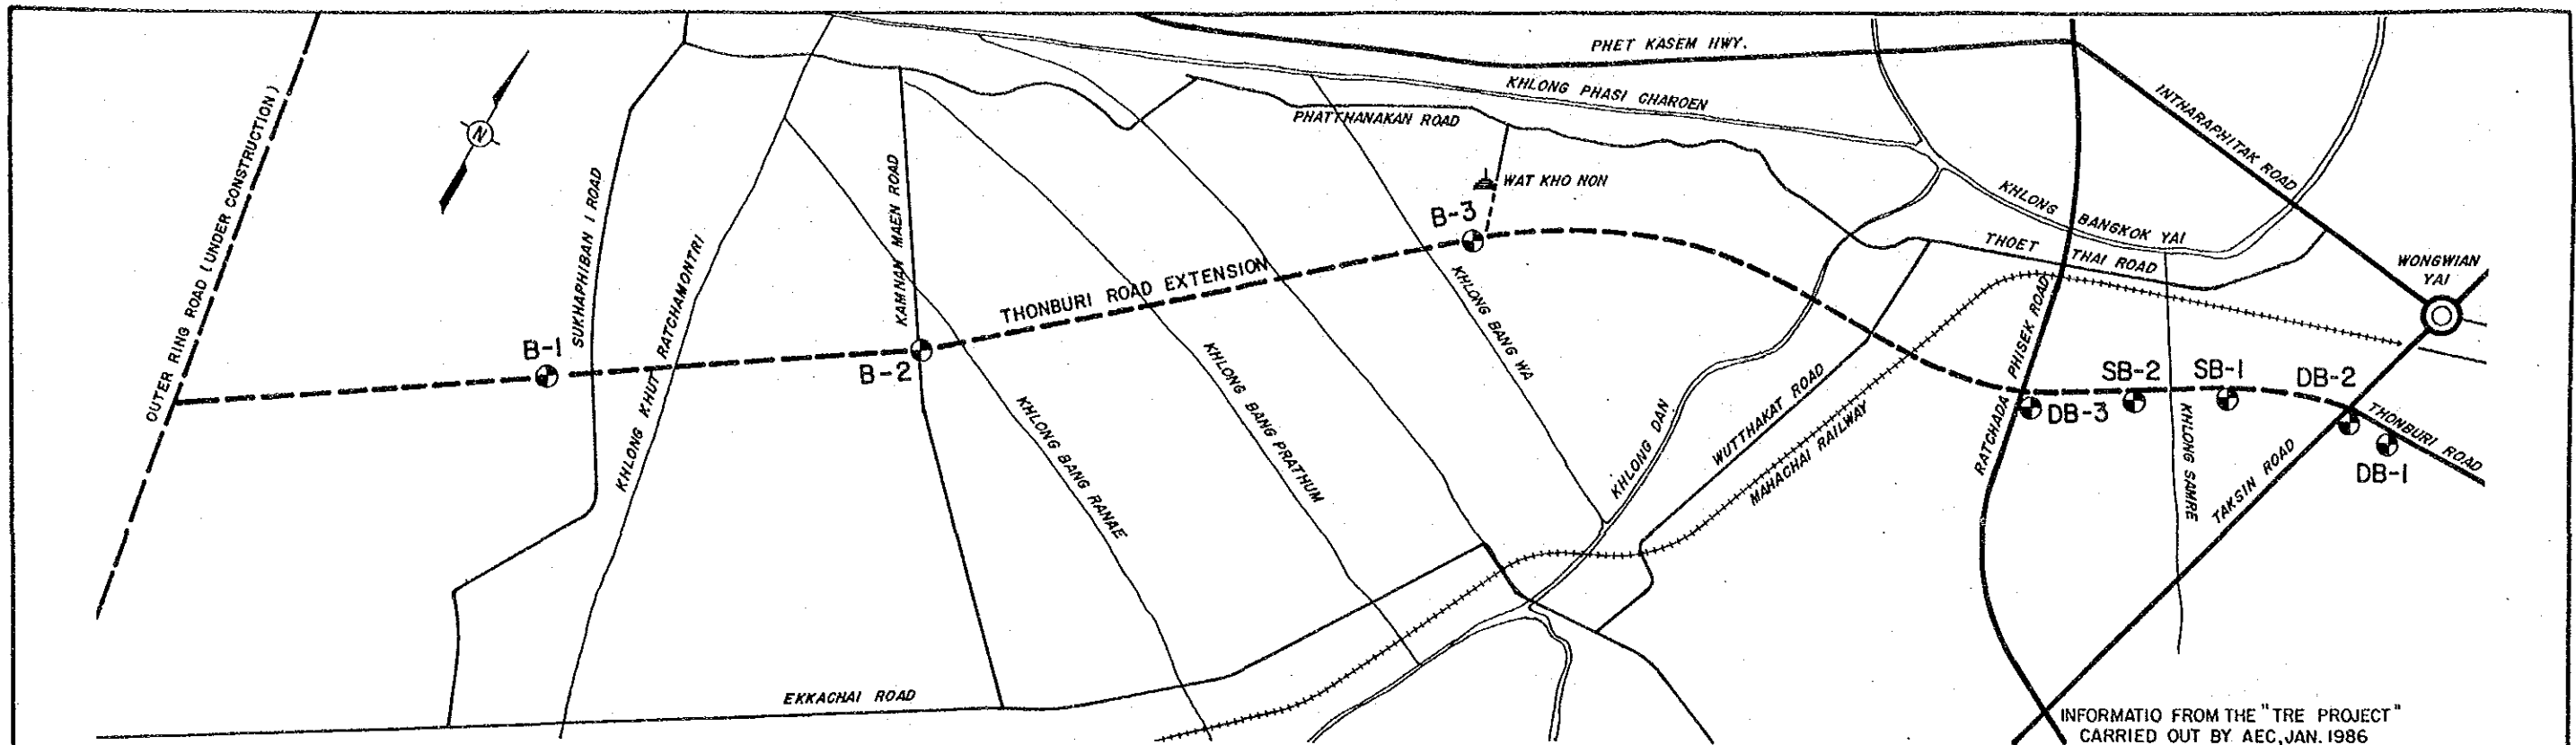 PHET KASEM HWY.
KHLONG PHASI CHAROEN
PHATTHANAKAN ROAD
INTHARAPHITAK ROAD
OUTER RING ROAD (UNDER CONSTRUCTION)
N
SUKHAPHIBAN 1 ROAD
KHLONG KHUT RATCHAMONTRI
KAMNAN MAEN ROAD
WAT KHO NON
KHLONG BANGKOK YAI
THOET THAI ROAD
WONGWIAN
YAI
B-1
B-2
THONBURI ROAD EXTENSION
B-3
KHLONG BANG WA
KHLONG BANG RANAE
KHLONG BANG PRATHUM
KHLONG DAN
WUTTHAKAT ROAD
MAHACHAI RAILWAY
RATCHADA PHISEK ROAD
DB-3
SB-2
SB-1
DB-2
THONBURI ROAD
DB-1
KHLONG SAMRE
TAKSIN ROAD
EKKACHAI ROAD
INFORMATIO FROM THE "TRE PROJECT"
CARRIED OUT BY AEC, JAN. 1986